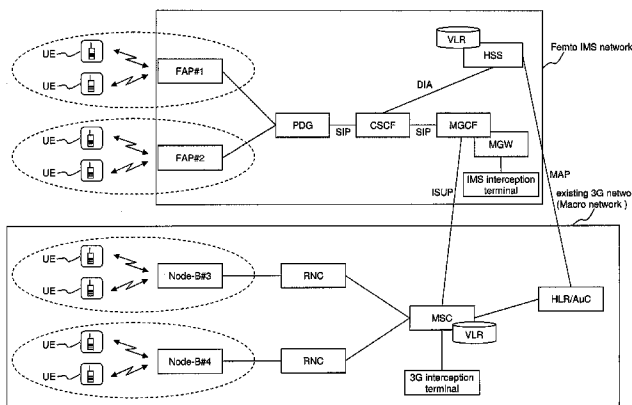 UE
UE
FAP#1
UE
UE
FAP#2
PDG
SIP
CSCF
SIP
MGCF
MGW
IMS interception
terminal
VLR
HSS
DIA
MAP
ISUP
Femto IMS network
existing 3G netwo
(Macro network )
UE
UE
Node-B#3
RNC
UE
UE
Node-B#4
RNC
MSC
VLR
HLR/AuC
3G interception
terminal